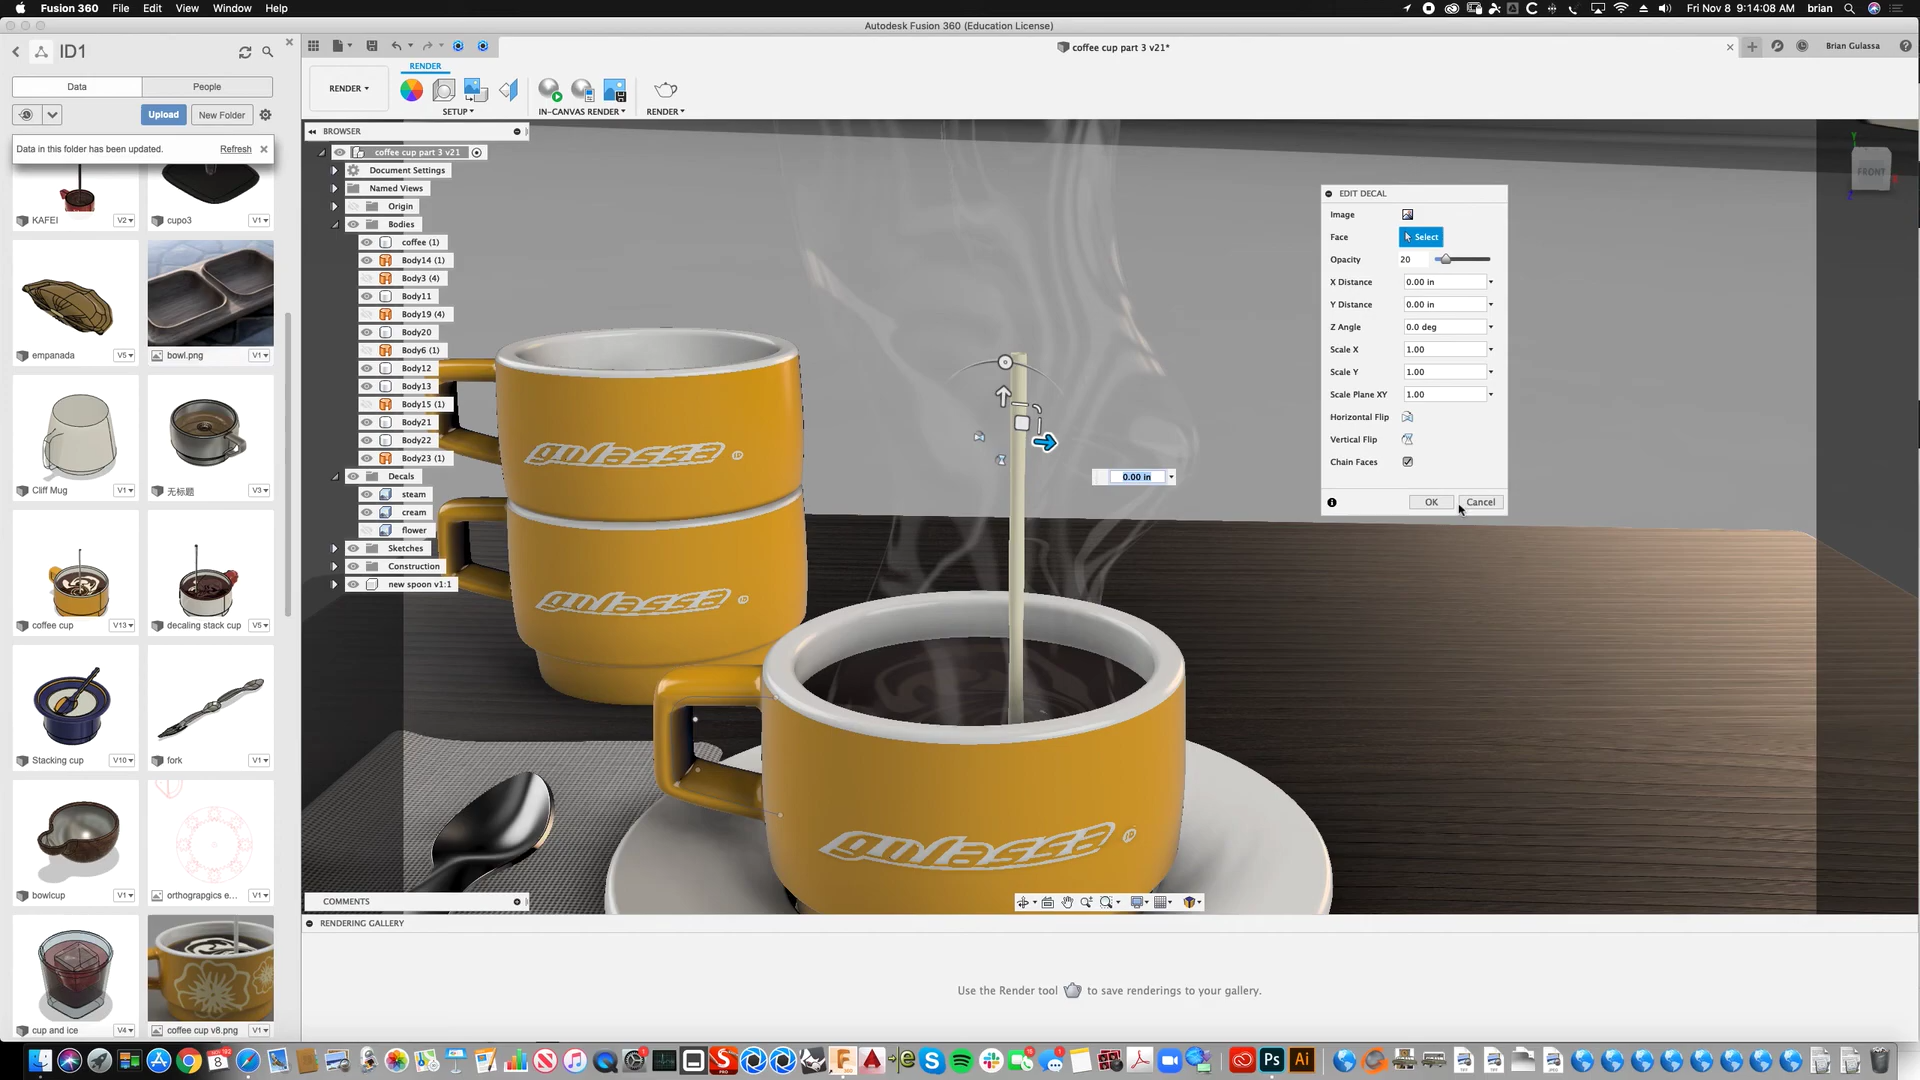 Fusion 360 File Edit View Window Help
Fri Nov 8 9:14:08 AM brian
Autodesk Fusion 360 (Education License)
ID1
coffee cup part 3 v21*
Brian Gulassa
Data People
RENDER
Upload New Folder
RENDER
SETUP IN-CANVAS RENDER RENDER
Data in this folder has been updated. Refresh
BROWSER
coffee cup part 3 v21
Document Settings
Named Views
Origin
Bodies
coffee (1)
Body14 (1)
Body3 (4)
Body11
Body19 (4)
Body20
Body6 (1)
Body12
Body13
Body15 (1)
Body21
Body22
Body23 (1)
Decals
steam
cream
flower
Sketches
Construction
new spoon v1:1
KAFEI V2 cupo3 V1
empanada V5 bowl.png V1
Cliff Mug V1 无标题 V3
coffee cup V13 decaling stack cup V5
Stacking cup V10 fork V1
bowlcup V1 orthograpgics e... V1
cup and ice V4 coffee cup v8.png V1
FRONT
EDIT DECAL
Image
Face Select
Opacity 20
X Distance 0.00 in
Y Distance 0.00 in
Z Angle 0.0 deg
Scale X 1.00
Scale Y 1.00
Scale Plane XY 1.00
Horizontal Flip
Vertical Flip
Chain Faces
OK Cancel
0.00 in
gulassa
gulassa
gulassa
COMMENTS
RENDERING GALLERY
Use the Render tool to save renderings to your gallery.